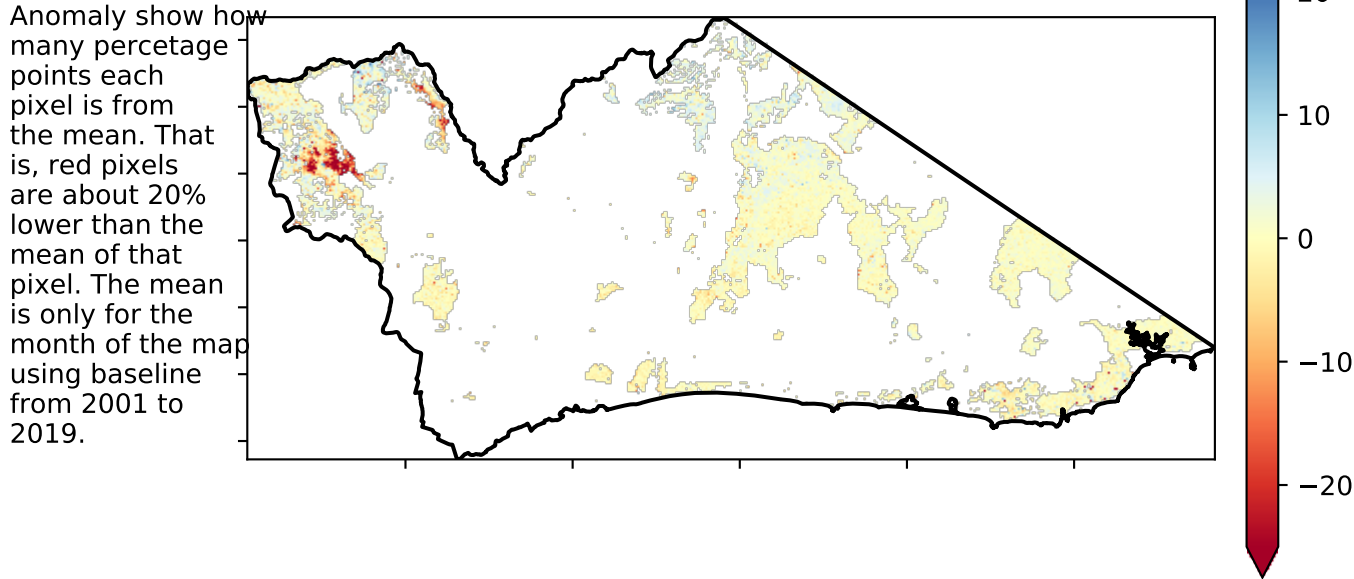 Anomaly show how
many percetage
points each
pixel is from
the mean. That
is, red pixels
are about 20%
lower than the
mean of that
pixel. The mean
is only for the
month of the map
using baseline
from 2001 to
2019.
10
0
−10
−20